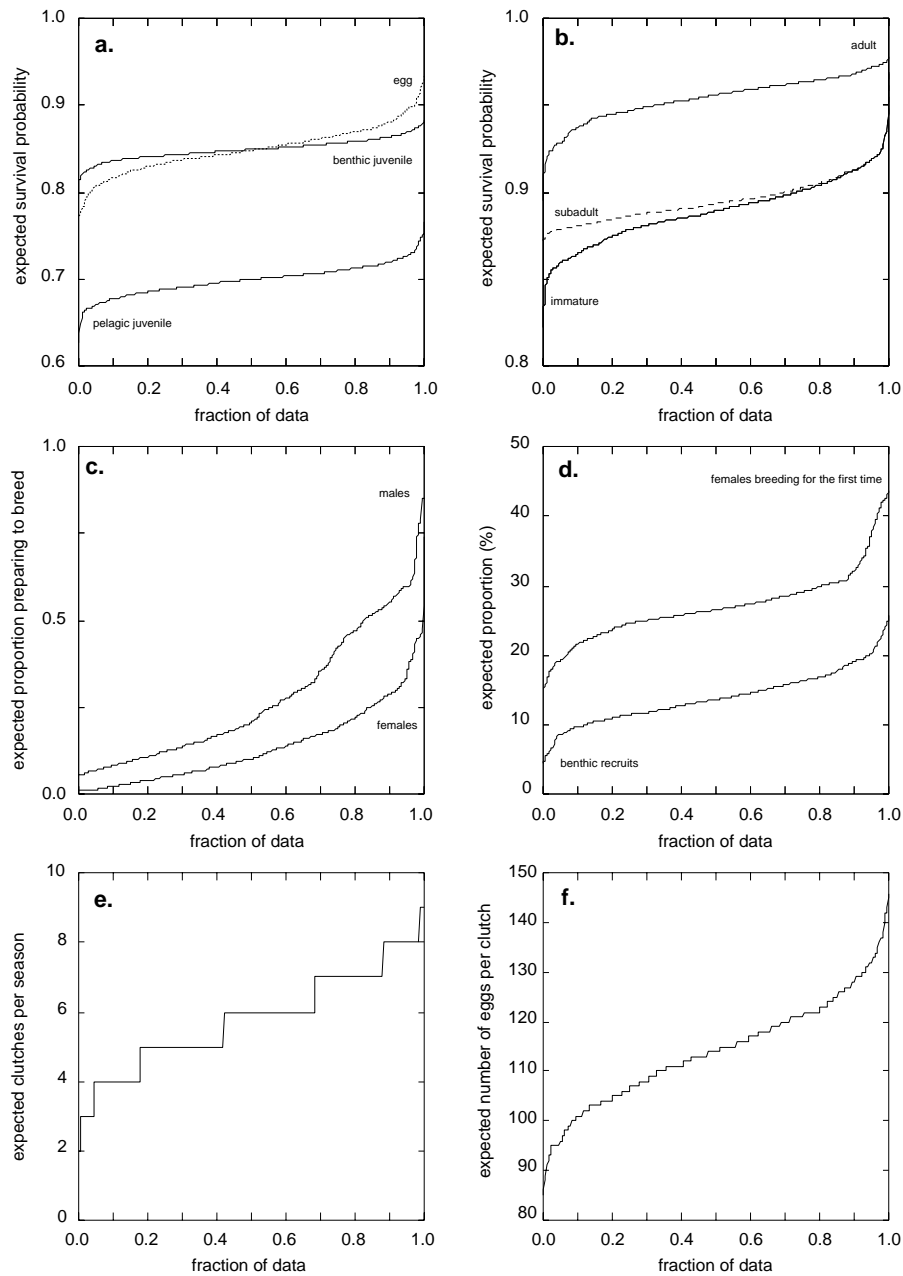 a.
expected survival probability
1.0
0.9
0.8
0.7
0.6
egg
benthic juvenile
pelagic juvenile
0.0 0.2 0.4 0.6 0.8 1.0
fraction of data
b.
expected survival probability
1.0
0.9
0.8
adult
subadult
immature
0.0 0.2 0.4 0.6 0.8 1.0
fraction of data
c.
expected proportion preparing to breed
1.0
0.5
0.0
males
females
0.0 0.2 0.4 0.6 0.8 1.0
fraction of data
d.
expected proportion (%)
50
40
30
20
10
0
females breeding for the first time
benthic recruits
0.0 0.2 0.4 0.6 0.8 1.0
fraction of data
e.
expected clutches per season
10
8
6
4
2
0
0.0 0.2 0.4 0.6 0.8 1.0
fraction of data
f.
expected number of eggs per clutch
150
140
130
120
110
100
90
80
0.0 0.2 0.4 0.6 0.8 1.0
fraction of data